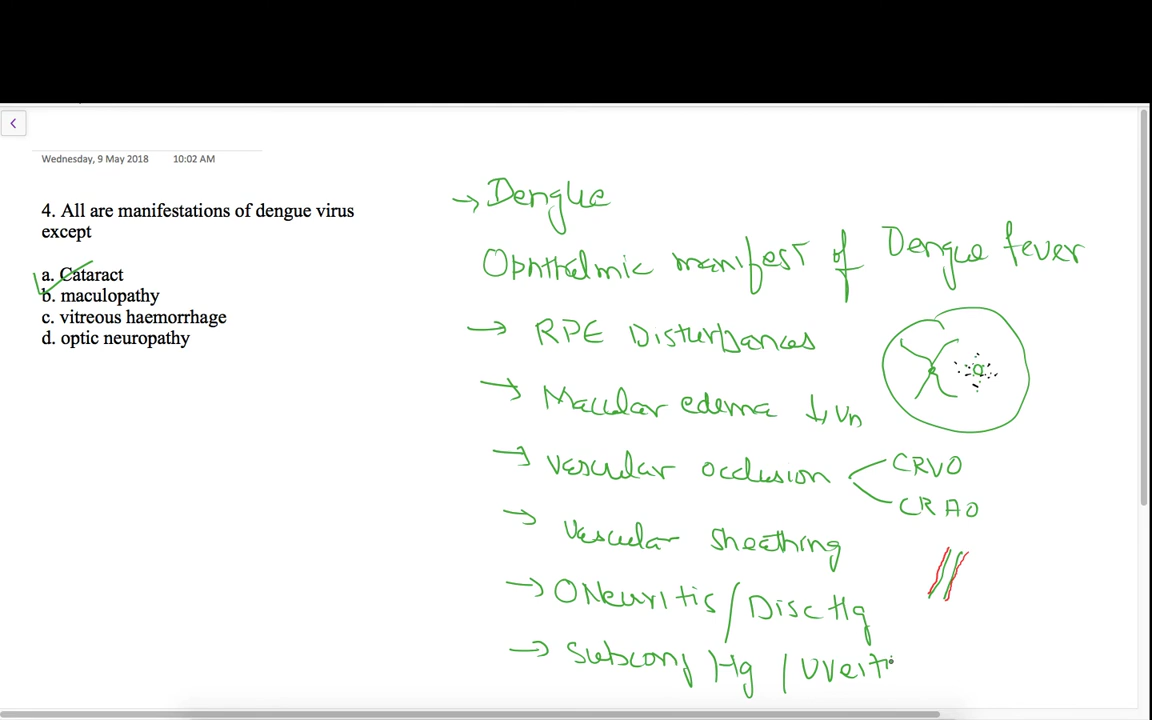 Wednesday, 9 May 2018 10:02 AM
4. All are manifestations of dengue virus
except
a. Cataract
b. maculopathy
c. vitreous haemorrhage
d. optic neuropathy
→ Dengue
Ophthalmic manifest of Dengue fever
→ RPE Disturbances
→ Macular edema ↓ Vn
→ Vascular occlusion
CRVO
CRAO
→ Vascular Sheathing
→ ONeuritis / Disc Hg
→ Subconj Hg / Uveiti